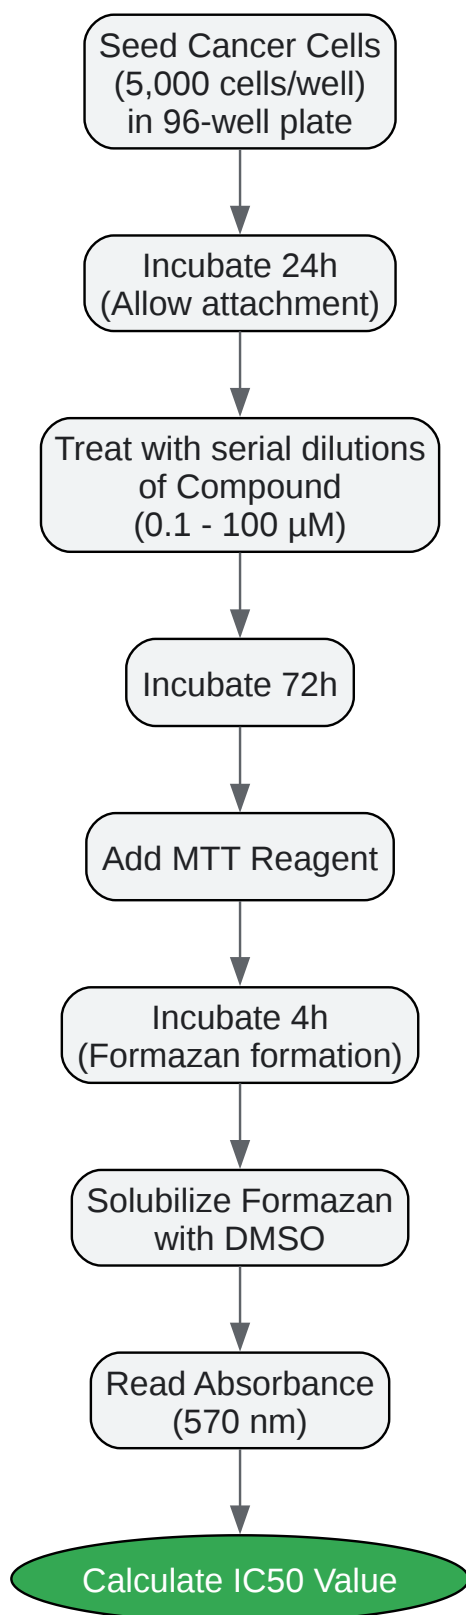 Seed Cancer Cells
(5,000 cells/well)
in 96-well plate
Incubate 24h
(Allow attachment)
Treat with serial dilutions
of Compound
(0.1 - 100 µM)
Incubate 72h
Add MTT Reagent
Incubate 4h
(Formazan formation)
Solubilize Formazan
with DMSO
Read Absorbance
(570 nm)
Calculate IC50 Value